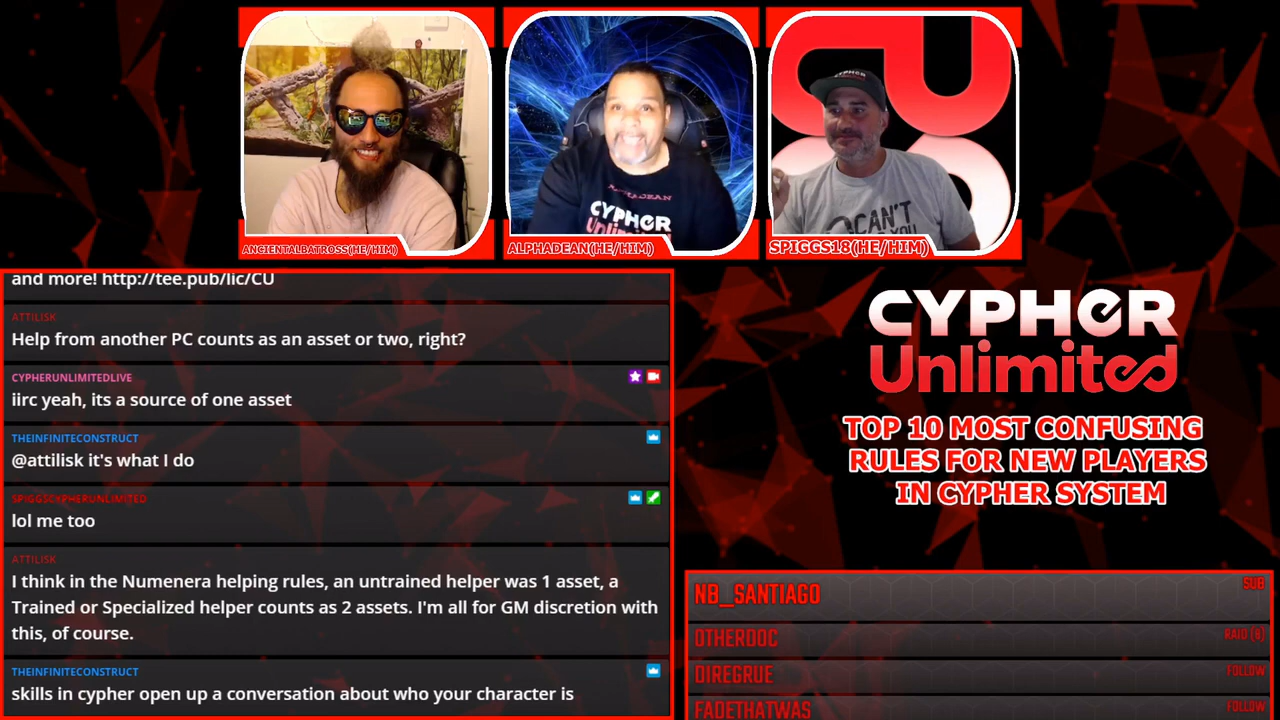 CYPHER
ANCIENTALBATROSS(HE/HIM)
CYPHER
Unlimited
ALPHADEAN(HE/HIM)
CAN'T
YOU
SPIGGS18(HE/HIM)
and more! http://tee.pub/lic/CU
ATTILISK
Help from another PC counts as an asset or two, right?
CYPHERUNLIMITEDLIVE
iirc yeah, its a source of one asset
THEINFINITECONSTRUCT
@attilisk it's what I do
SPIGGSCYPHERUNLIMITED
lol me too
ATTILISK
I think in the Numenera helping rules, an untrained helper was 1 asset, a
Trained or Specialized helper counts as 2 assets. I'm all for GM discretion with
this, of course.
THEINFINITECONSTRUCT
skills in cypher open up a conversation about who your character is
CYPHER
Unlimited
TOP 10 MOST CONFUSING
RULES FOR NEW PLAYERS
IN CYPHER SYSTEM
NB_SANTIAGO SUB
OTHERDOC RAID (8)
DIREGRUE FOLLOW
FADETHATWAS FOLLOW